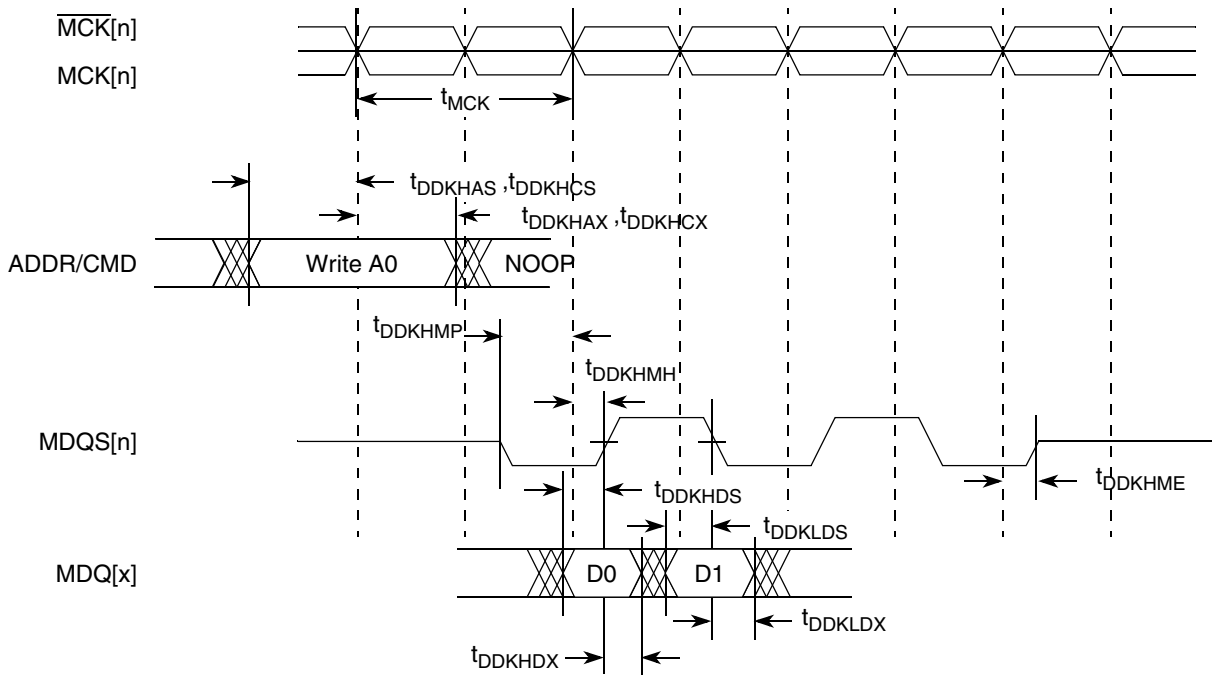 MCK[n]
MCK[n]
tMCK
tDDKHAS ,tDDKHCS
tDDKHAX ,tDDKHCX
ADDR/CMD
Write A0
NOOP
tDDKHMP
tDDKHMH
MDQS[n]
tDDKHME
tDDKHDS
tDDKLDS
MDQ[x]
D0
D1
tDDKLDX
tDDKHDX